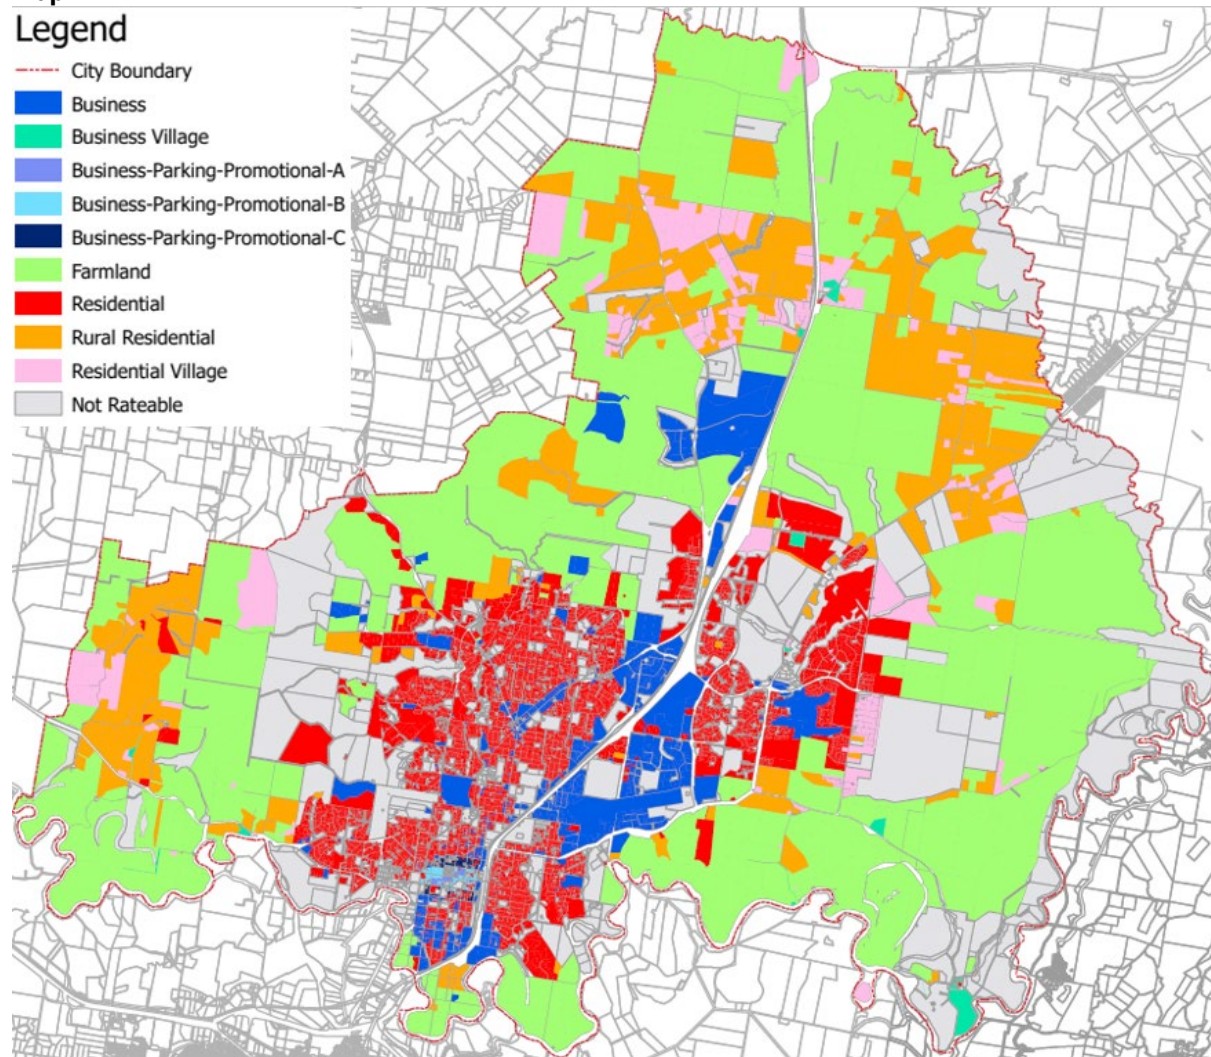 Legend
City Boundary
Business
Business Village
Business-Parking-Promotional-A
Business-Parking-Promotional-B
Business-Parking-Promotional-C
Farmland
Residential
Rural Residential
Residential Village
Not Rateable